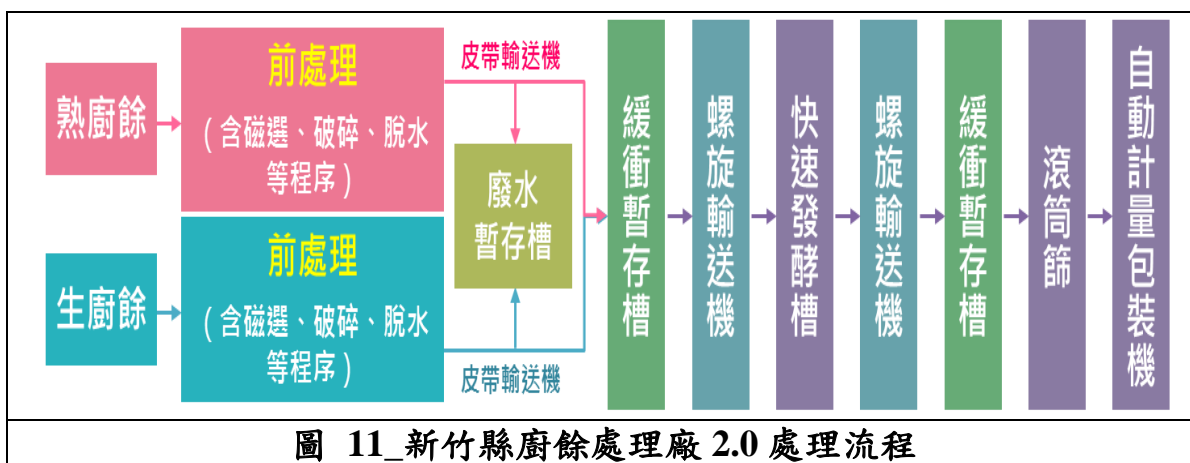 熟廚餘
前處理
(含磁選、破碎、脫水
等程序)
皮帶輸送機
生廚餘
前處理
(含磁選、破碎、脫水
等程序)
皮帶輸送機
廢水
暫存槽
緩衝暫存槽
螺旋輸送機
快速發酵槽
螺旋輸送機
緩衝暫存槽
滾筒篩
自動計量包裝機
圖 11_新竹縣廚餘處理廠 2.0 處理流程